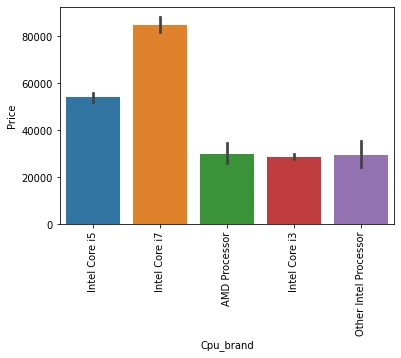 80000
60000
40000
20000
0
Price
Intel Core i5
Intel Core i7
AMD Processor
Intel Core i3
Other Intel Processor
Cpu_brand